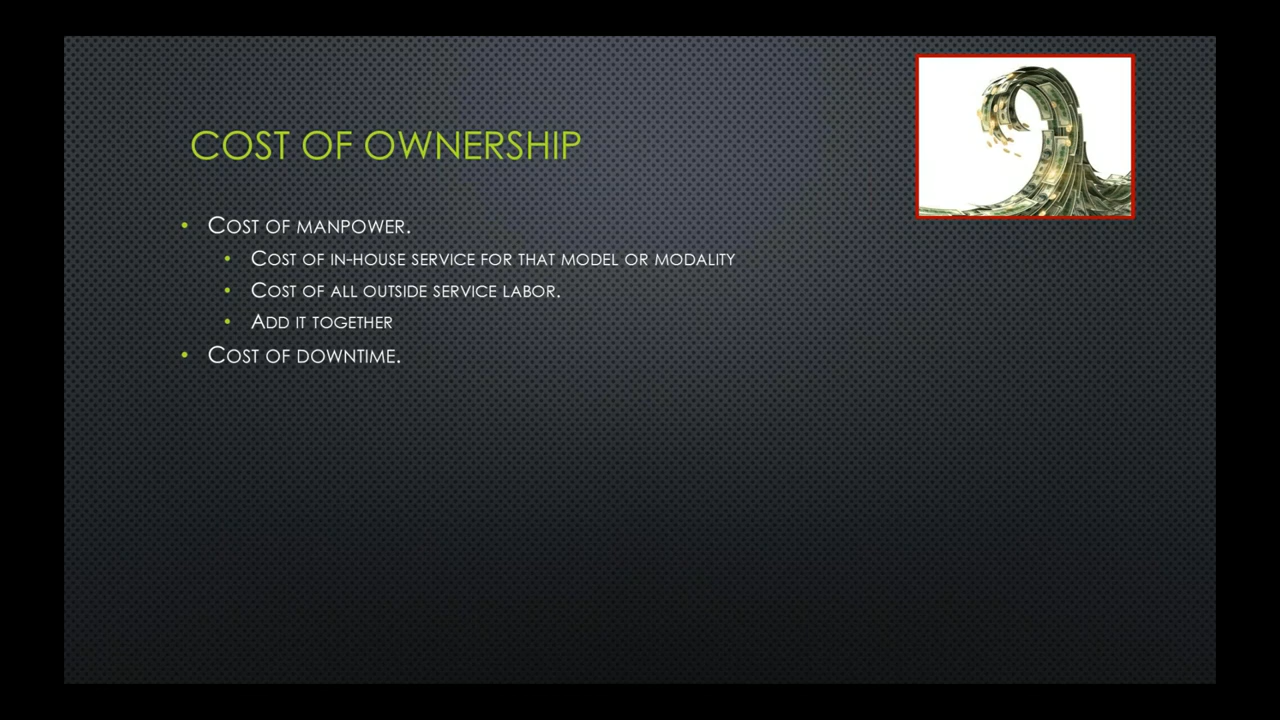 COST OF OWNERSHIP
• COST OF MANPOWER.
• COST OF IN-HOUSE SERVICE FOR THAT MODEL OR MODALITY
• COST OF ALL OUTSIDE SERVICE LABOR.
• ADD IT TOGETHER
• COST OF DOWNTIME.